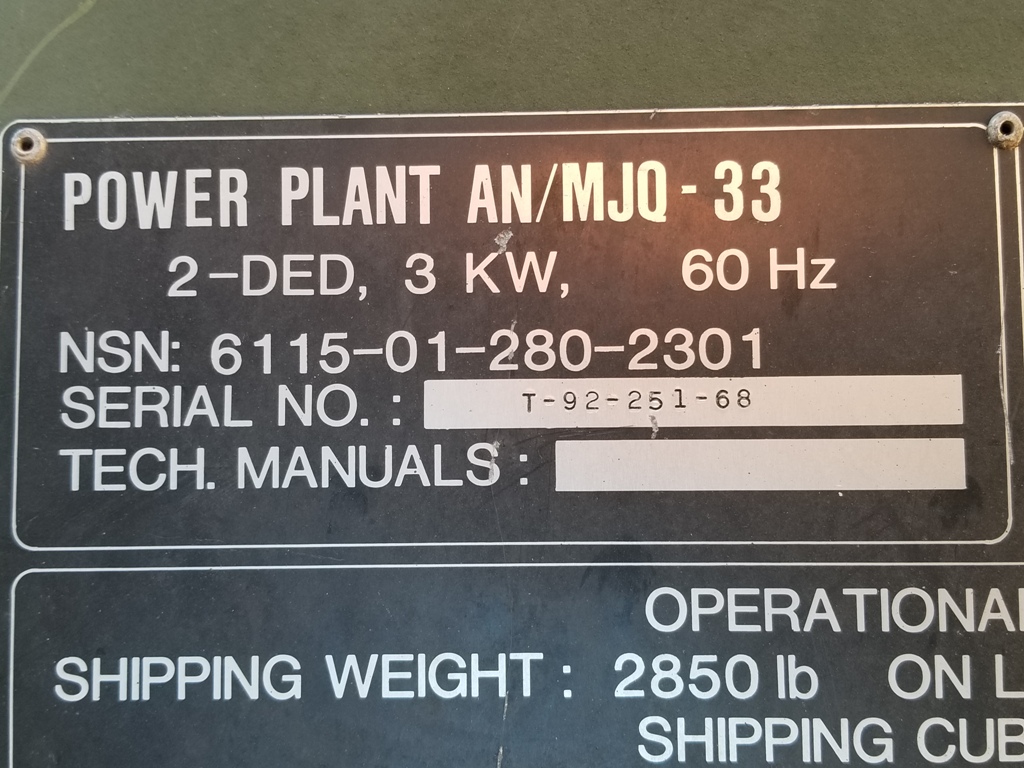 POWER PLANT AN/MJQ-33
2-DED, 3 KW, 60 Hz
NSN: 6115-01-280-2301
SERIAL NO.: T-92-251-68
TECH. MANUALS:
OPERATIONAL
SHIPPING WEIGHT: 2850 lb ON L
SHIPPING CUB